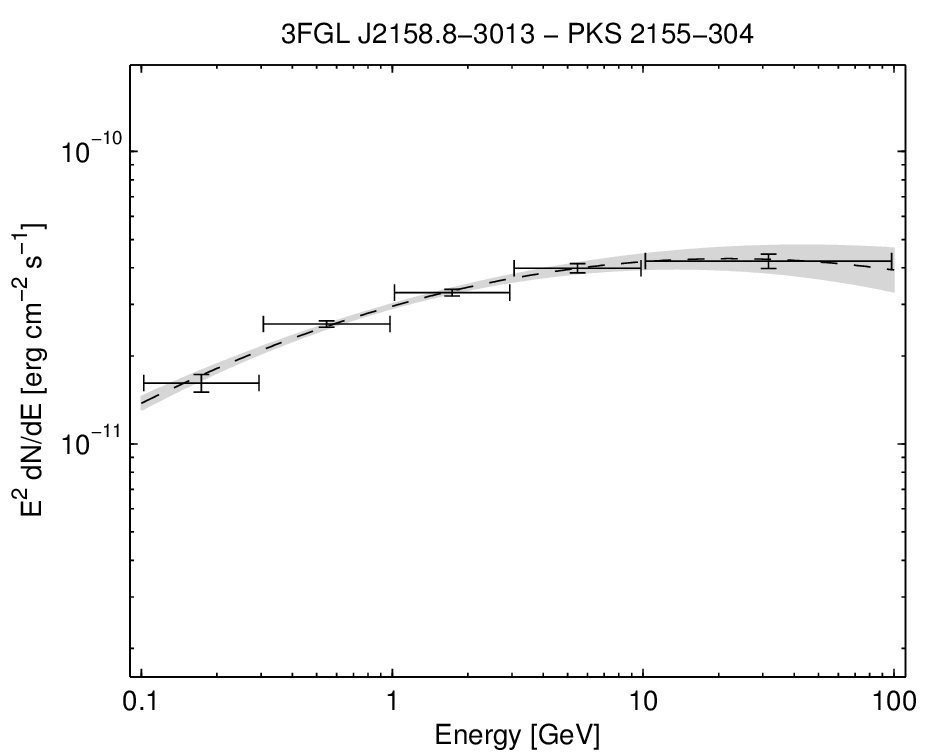 3FGL J2158.8−3013 − PKS 2155−304
10⁻¹⁰
10⁻¹¹
E² dN/dE [erg cm⁻² s⁻¹]
0.1 1 10 100
Energy [GeV]